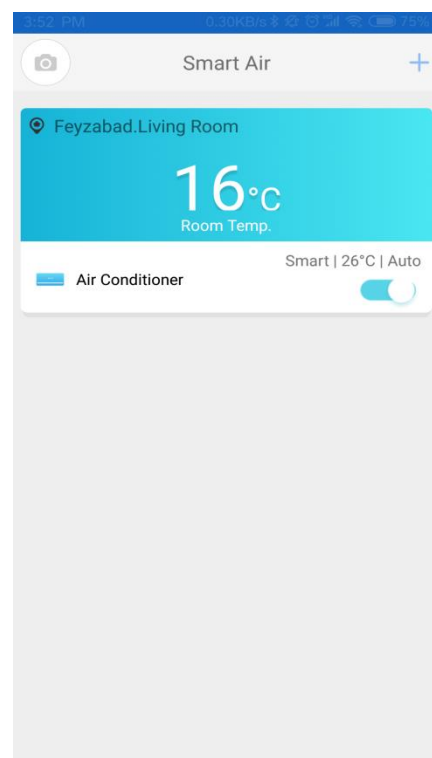 3:52 PM 0.30KB/s 75%
Smart Air
Feyzabad.Living Room
16°C
Room Temp.
Smart | 26°C | Auto
Air Conditioner